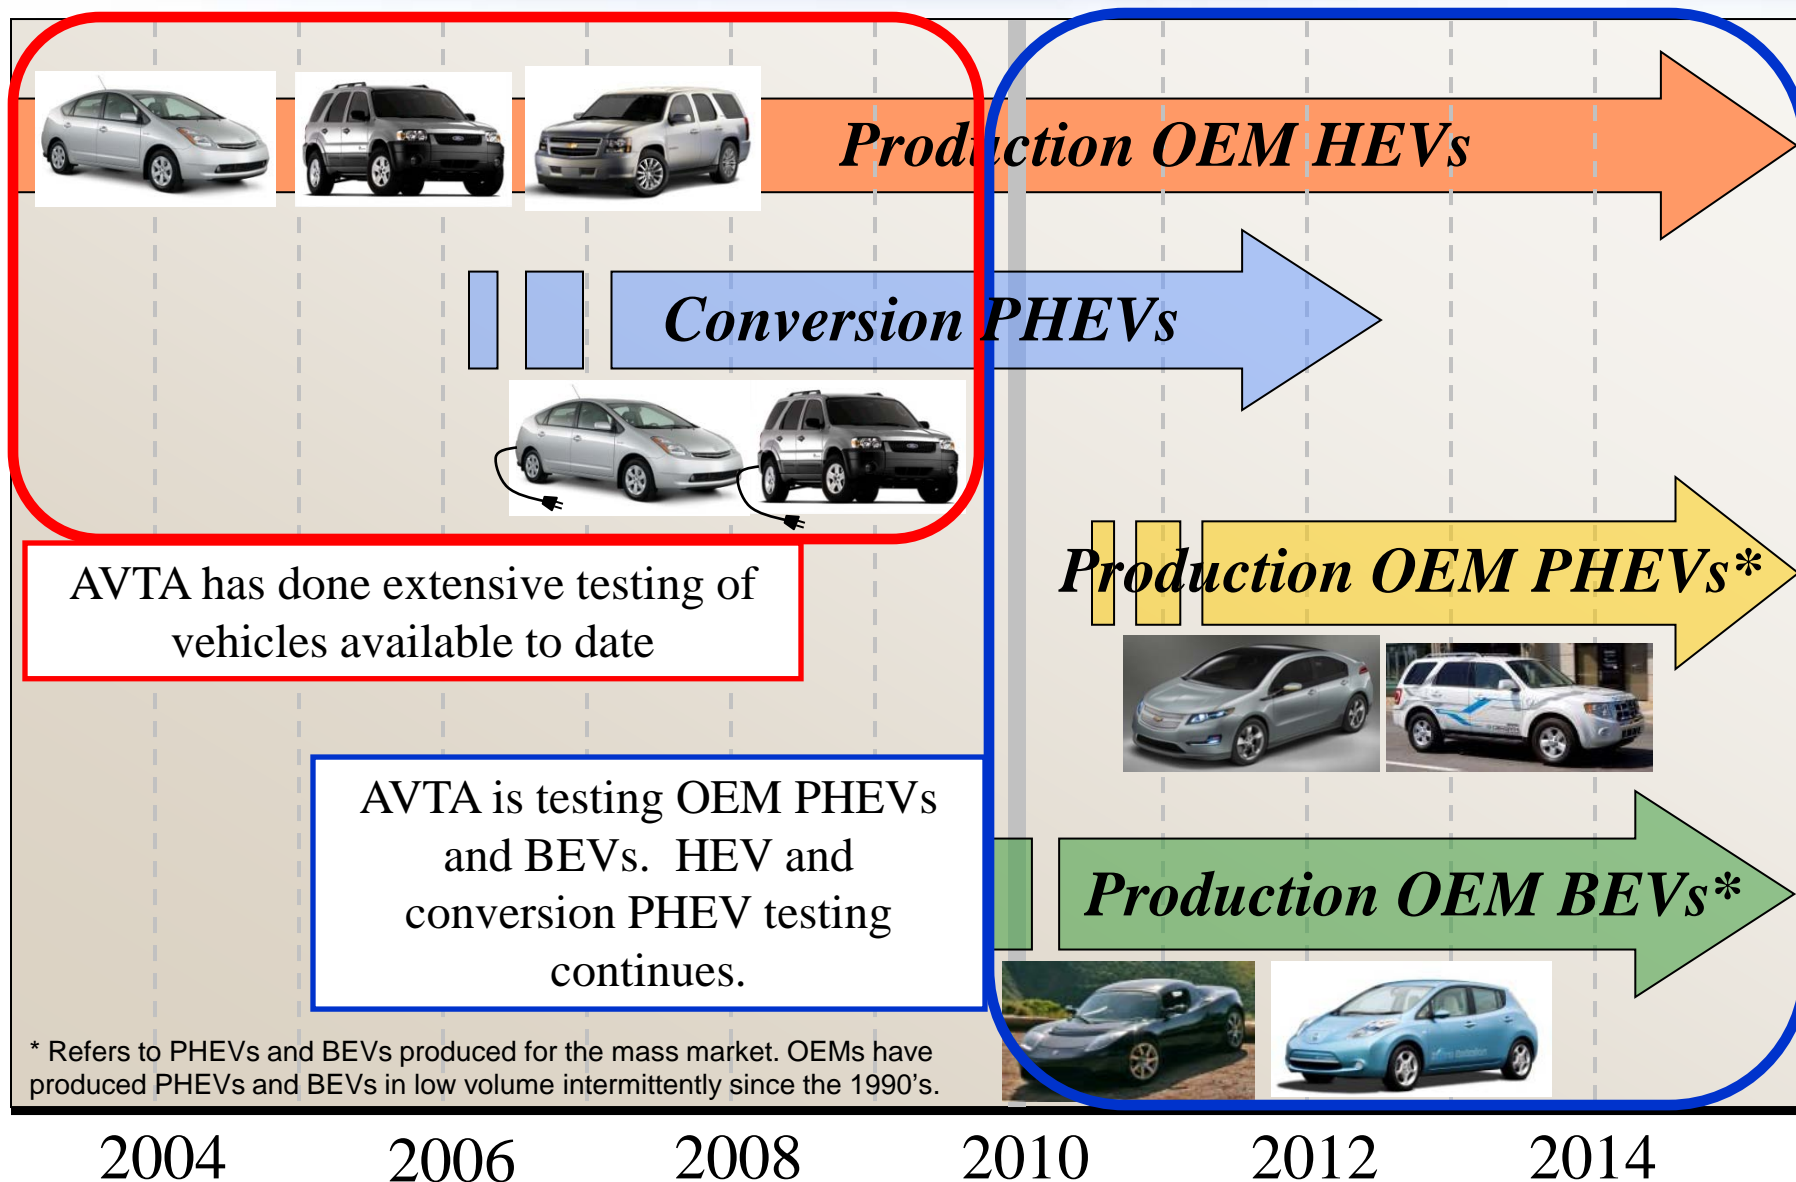 Production OEM HEVs
Conversion PHEVs
Production OEM PHEVs*
AVTA has done extensive testing of
vehicles available to date
AVTA is testing OEM PHEVs
and BEVs.  HEV and
conversion PHEV testing
continues.
Production OEM BEVs*
* Refers to PHEVs and BEVs produced for the mass market. OEMs have
produced PHEVs and BEVs in low volume intermittently since the 1990's.
2004 2006 2008 2010 2012 2014